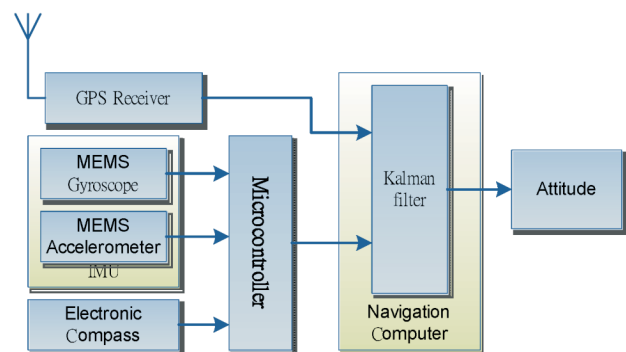 GPS Receiver
MEMS
Gyroscope
MEMS
Accelerometer
IMU
Electronic
Compass
Microcontroller
Kalman
filter
Navigation
Computer
Attitude